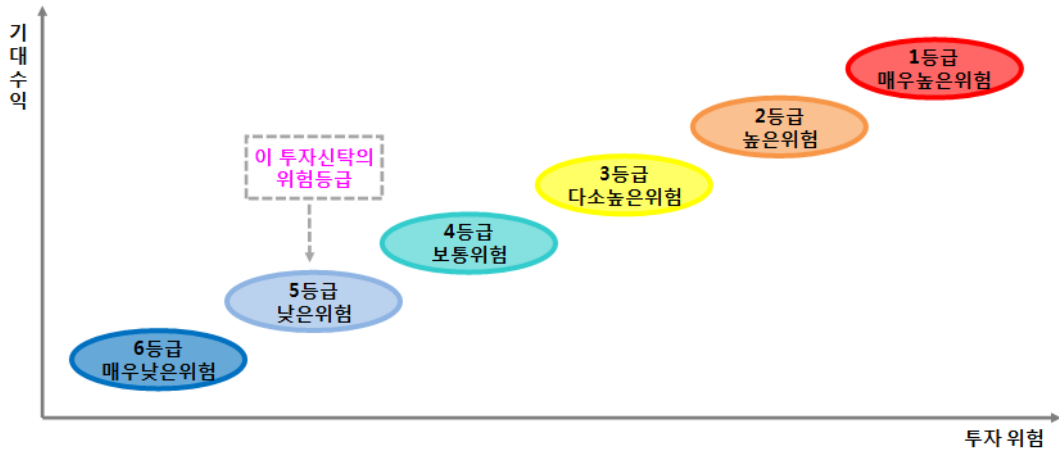 기
대
수
익
1등급
매우높은위험
2등급
높은위험
이 투자신탁의
위험등급
3등급
다소높은위험
4등급
보통위험
5등급
낮은위험
6등급
매우낮은위험
투자 위험